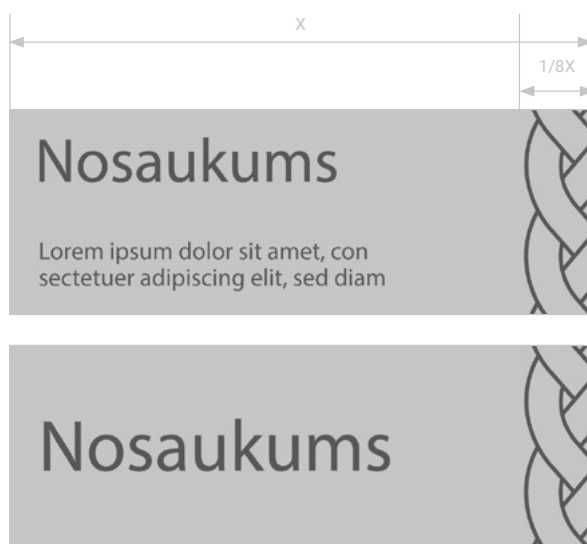 X
1/8X
Nosaukums
Lorem ipsum dolor sit amet, con
sectetuer adipiscing elit, sed diam
Nosaukums